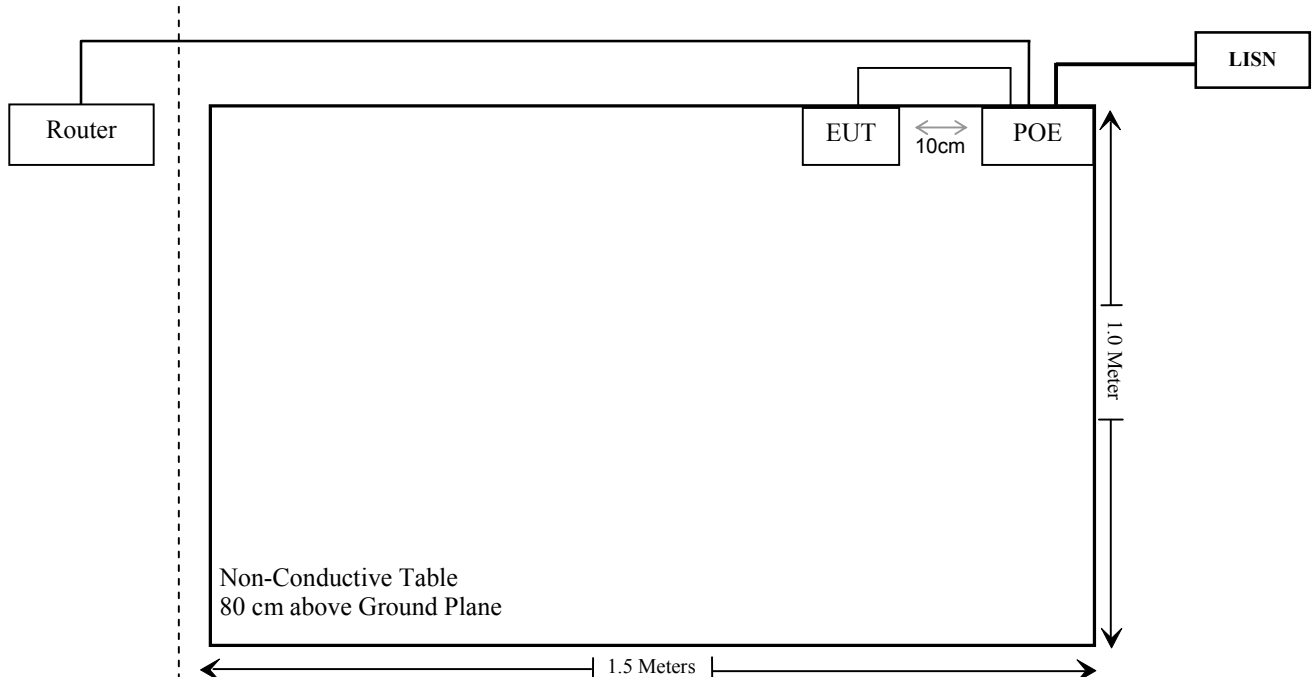 LISN
Router
EUT
10cm
POE
1.0 Meter
Non-Conductive Table
80 cm above Ground Plane
1.5 Meters